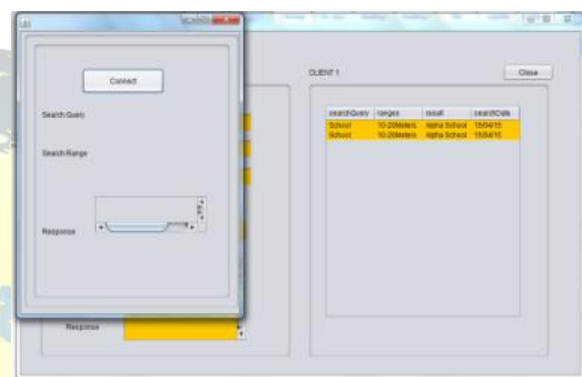 Connect
Search Query
Search Range
Response
Response
CLIENT 1
Close
searchQuery ranges result searchDate
School 10-20Meters Alpha School 15/04/15
School 10-20Meters Alpha School 15/04/15